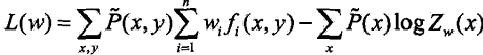 L(w) = \sum_{x,y} \tilde{P}(x,y) \sum_{i=1}^{n} w_i f_i(x,y) - \sum_{x} \tilde{P}(x) \log Z_w(x)